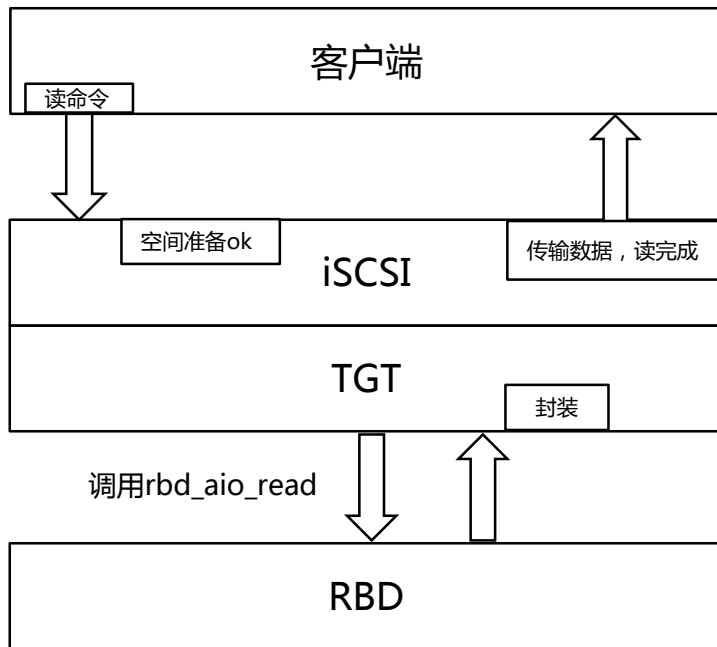 客户端
读命令
空间准备ok
传输数据，读完成
iSCSI
TGT
封装
调用rbd_aio_read
RBD